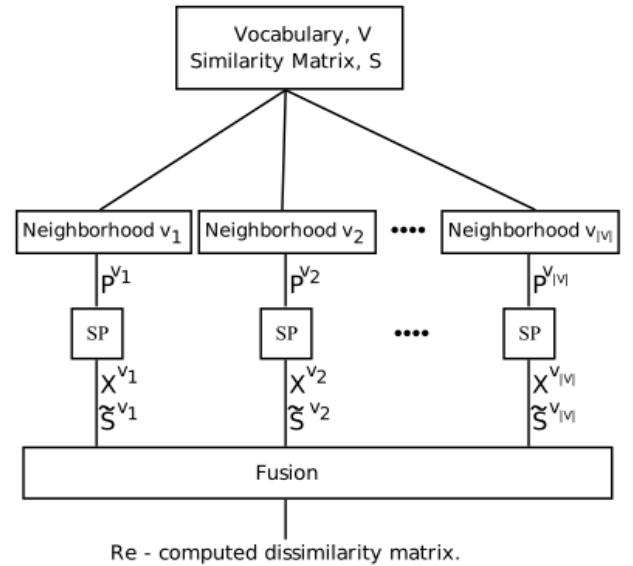 Vocabulary, V
Similarity Matrix, S
Neighborhood v1 Neighborhood v2 •••• Neighborhood v|V|
P^v1 P^v2 P^v|V|
SP SP •••• SP
X^v1 X^v2 X^v|V|
S̃^v1 S̃^v2 S̃^v|V|
Fusion
Re - computed dissimilarity matrix.